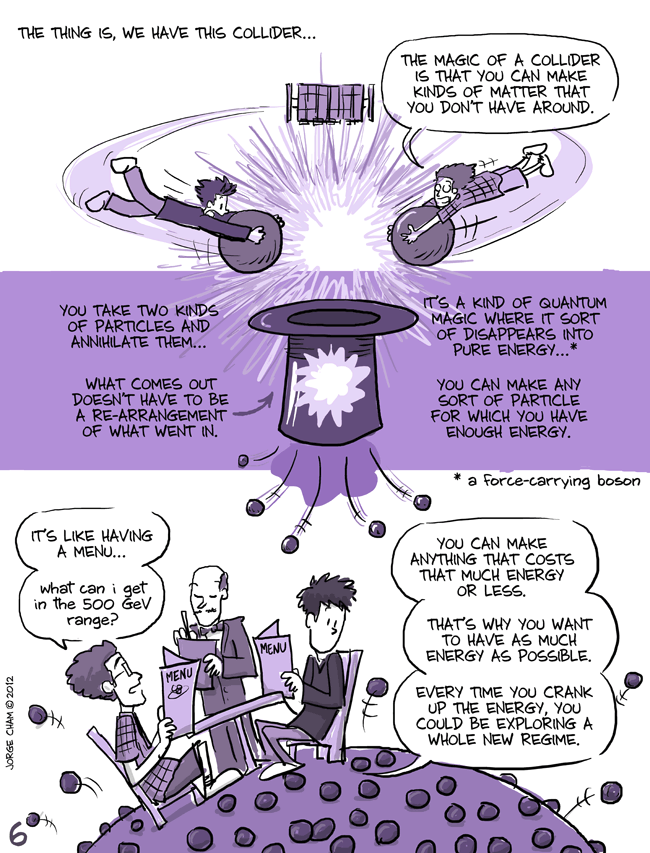 THE THING IS, WE HAVE THIS COLLIDER...
THE MAGIC OF A COLLIDER
IS THAT YOU CAN MAKE
KINDS OF MATTER THAT
YOU DON'T HAVE AROUND.
YOU TAKE TWO KINDS
OF PARTICLES AND
ANNIHILATE THEM...
IT'S A KIND OF QUANTUM
MAGIC WHERE IT SORT
OF DISAPPEARS INTO
PURE ENERGY...*
WHAT COMES OUT
DOESN'T HAVE TO BE
A RE-ARRANGEMENT
OF WHAT WENT IN.
YOU CAN MAKE ANY
SORT OF PARTICLE
FOR WHICH YOU HAVE
ENOUGH ENERGY.
* a force-carrying boson
IT'S LIKE HAVING
A MENU...
what can i get
in the 500 GeV
range?
YOU CAN MAKE
ANYTHING THAT COSTS
THAT MUCH ENERGY
OR LESS.
THAT'S WHY YOU WANT
TO HAVE AS MUCH
ENERGY AS POSSIBLE.
EVERY TIME YOU CRANK
UP THE ENERGY, YOU
COULD BE EXPLORING A
WHOLE NEW REGIME.
MENU
MENU
JORGE CHAM © 2012
6